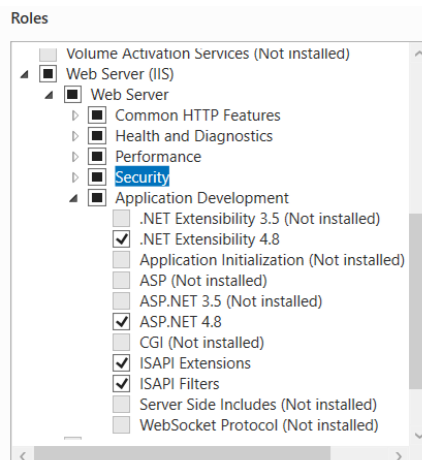 Roles
Volume Activation Services (Not installed)
Web Server (IIS)
Web Server
Common HTTP Features
Health and Diagnostics
Performance
Security
Application Development
.NET Extensibility 3.5 (Not installed)
.NET Extensibility 4.8
Application Initialization (Not installed)
ASP (Not installed)
ASP.NET 3.5 (Not installed)
ASP.NET 4.8
CGI (Not installed)
ISAPI Extensions
ISAPI Filters
Server Side Includes (Not installed)
WebSocket Protocol (Not installed)